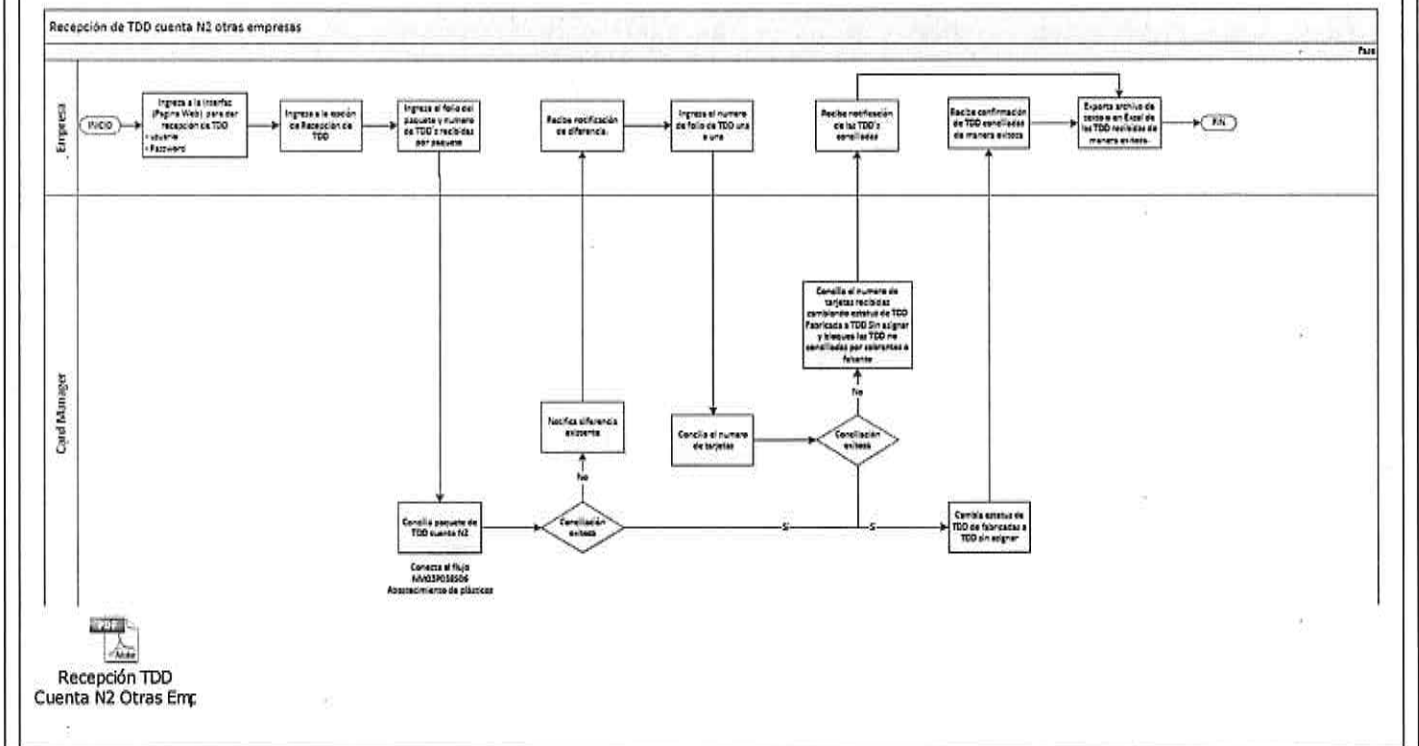 Recepción de TDD cuenta N2 otras empresas
Fase
Empresa
INICIO
Ingresa a la Interfaz
(Pagina Web) para dar
recepción de TDD
• Usuario
• Password
Ingresa a la opción
de Recepción de
TDD
Ingresa el folio del
paquete y numero
de TDD's recibidas
por paquete
Recibe notificación
de diferencia.
Ingresa el numero
de folio de TDD una
a una
Recibe notificación
de las TDD's
conciliadas
Recibe confirmación
de TDD conciliadas
de manera exitosa
Exporta archivo de
texto o en Excel de
las TDD recibidas de
manera exitosa.
FIN
Card Manager
Concilia el numero de
tarjetas recibidas
cambiando estatus de TDD
Fabricada a TDD Sin asignar
y bloquea las TDD no
conciliadas por sobrantes o
faltante
No
Notifica diferencia
existente
Concilia el numero
de tarjetas
Conciliación
exitosa
No
Concilia paquete de
TDD cuenta N2
Conciliación
exitosa
Si
Si
Cambia estatus de
TDD de fabricadas a
TDD sin asignar
Conecta al flujo
Abastecimiento de plásticos
PDF
Adobe
Recepción TDD
Cuenta N2 Otras Emp